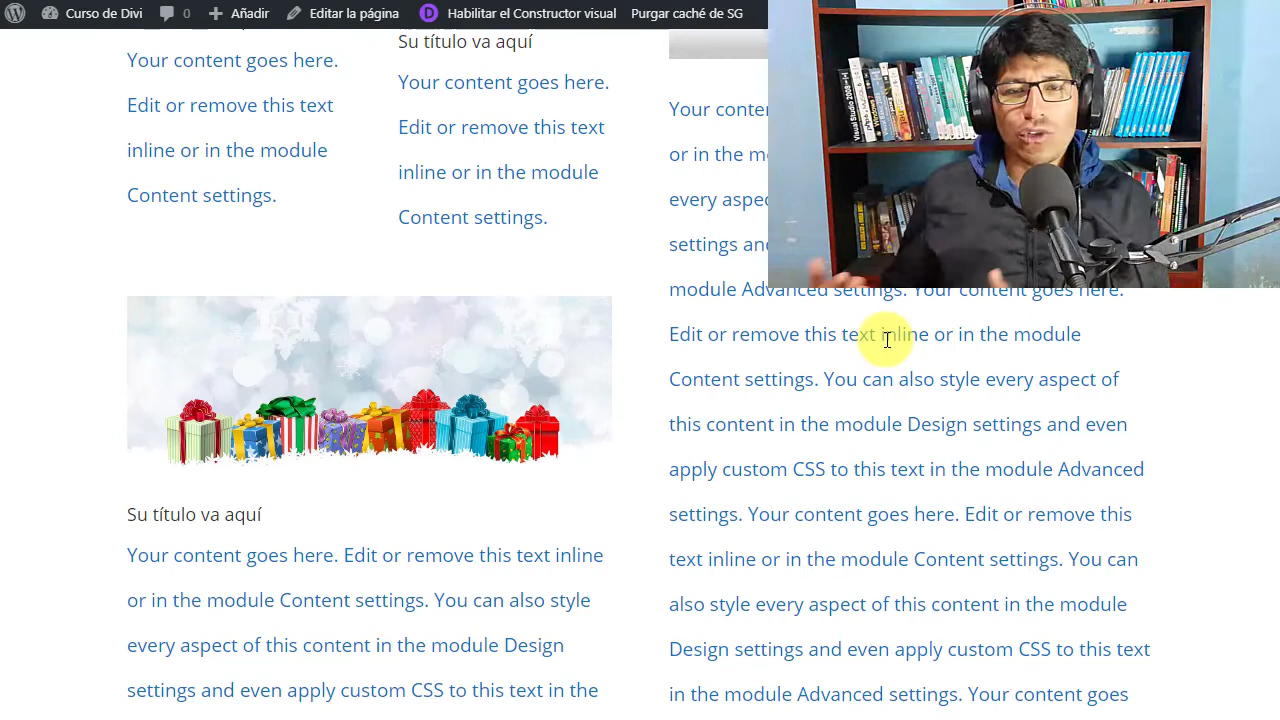 Curso de Divi 0 Añadir Editar la página Habilitar el Constructor visual Purgar caché de SG
Your content goes here.
Edit or remove this text
inline or in the module
Content settings.
Su título va aquí
Your content goes here.
Edit or remove this text
inline or in the module
Content settings.
Su título va aquí
Your content goes here. Edit or remove this text inline
or in the module Content settings. You can also style
every aspect of this content in the module Design
settings and even apply custom CSS to this text in the
Your
or in the
every
settings
module Advanced settings. Your content goes here.
Edit or remove this text inline or in the module
Content settings. You can also style every aspect of
this content in the module Design settings and even
apply custom CSS to this text in the module Advanced
settings. Your content goes here. Edit or remove this
text inline or in the module Content settings. You can
also style every aspect of this content in the module
Design settings and even apply custom CSS to this text
in the module Advanced settings. Your content goes
Visual Studio 2008